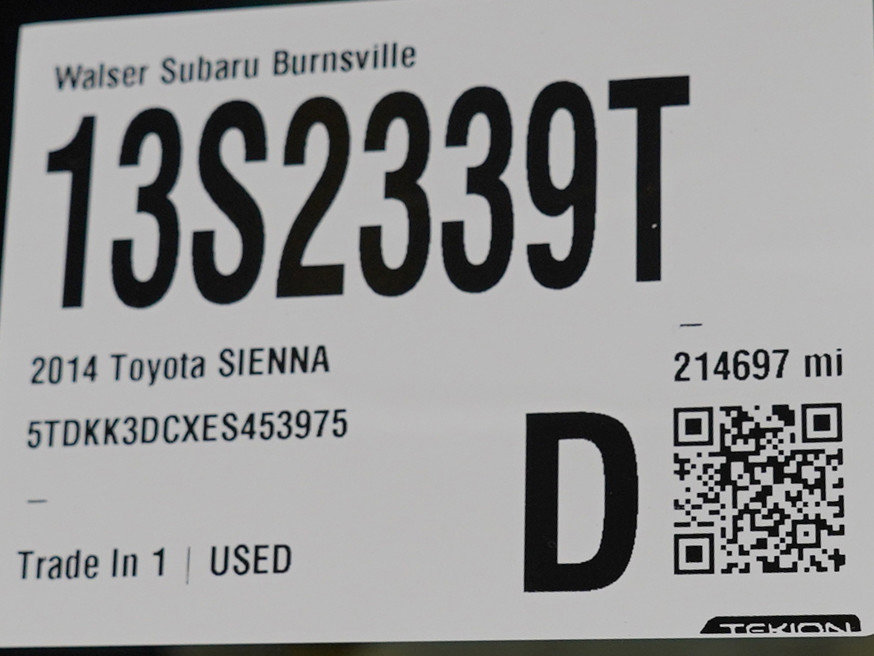 Walser Subaru Burnsville
13S2339T
–
2014 Toyota SIENNA
214697 mi
5TDKK3DCXES453975
D
–
Trade In 1 | USED
TEKION